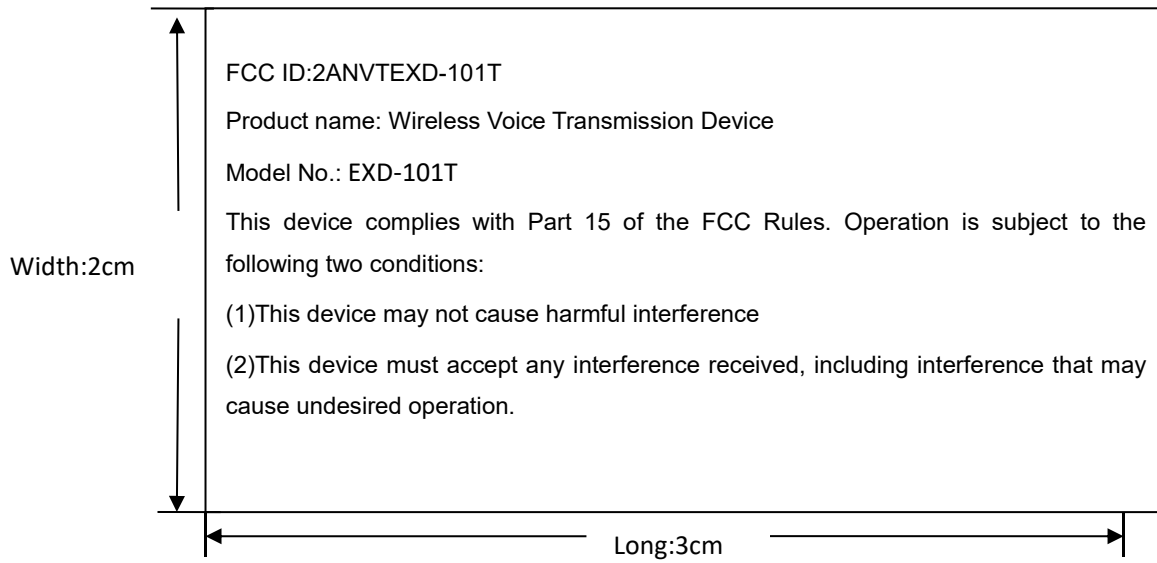 FCC ID:2ANVTEXD-101T
Product name: Wireless Voice Transmission Device
Model No.: EXD-101T
This device complies with Part 15 of the FCC Rules. Operation is subject to the
following two conditions:
(1)This device may not cause harmful interference
(2)This device must accept any interference received, including interference that may
cause undesired operation.
Width:2cm
Long:3cm